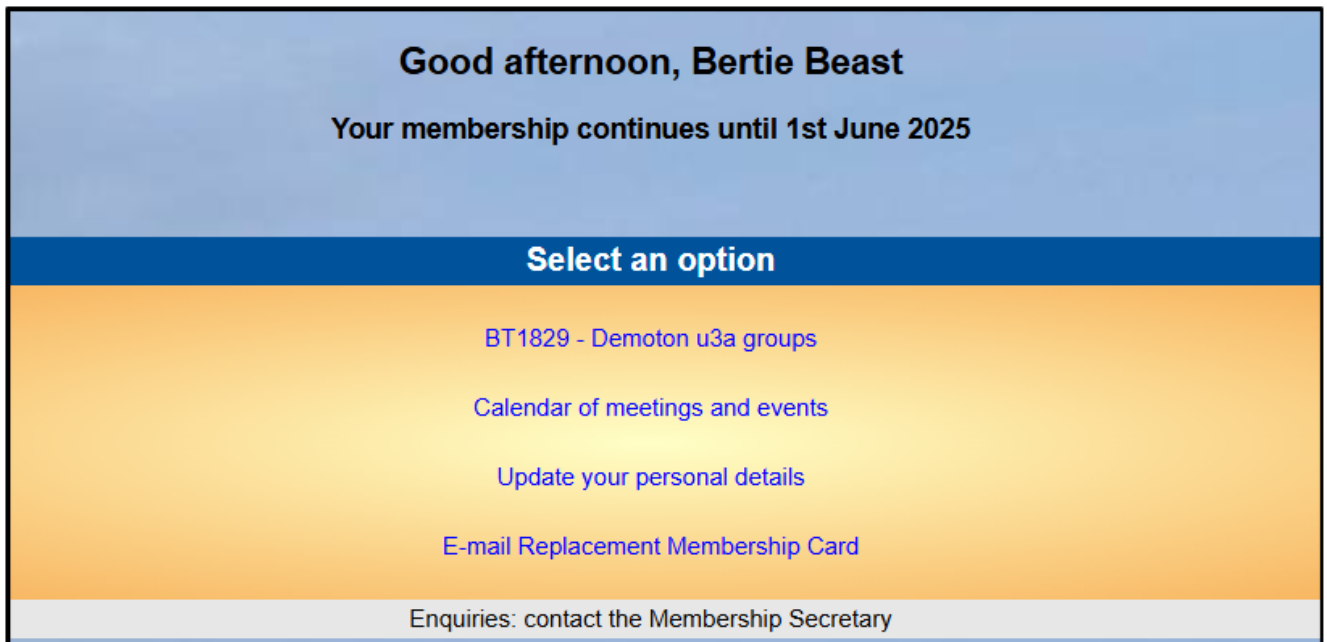 Good afternoon, Bertie Beast
Your membership continues until 1st June 2025
Select an option
BT1829 - Demoton u3a groups
Calendar of meetings and events
Update your personal details
E-mail Replacement Membership Card
Enquiries: contact the Membership Secretary